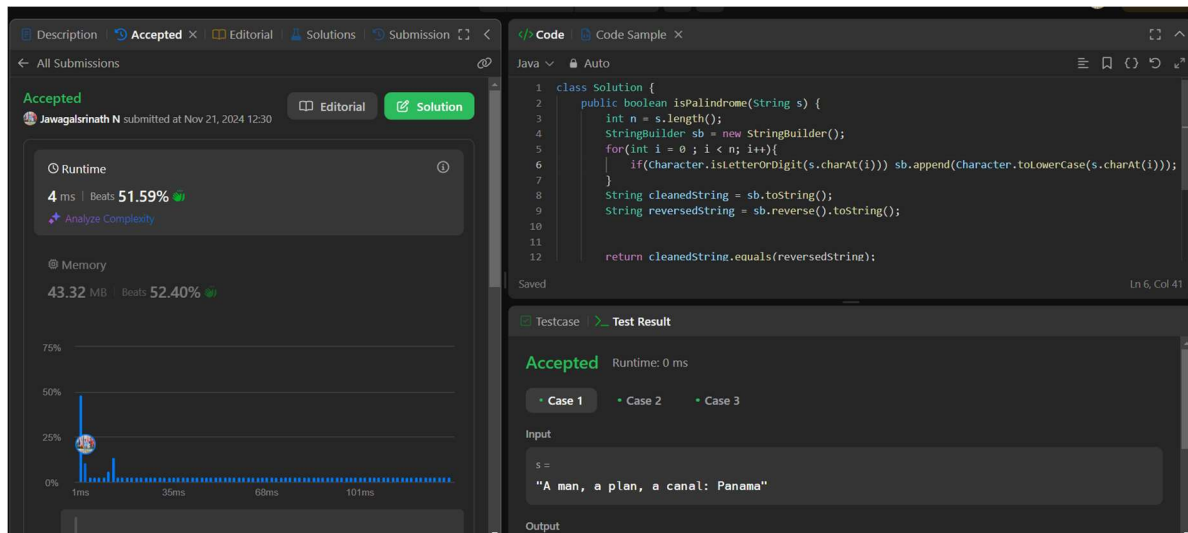 Description Accepted Editorial Solutions Submission
All Submissions
Accepted
Jawagalsrinath N submitted at Nov 21, 2024 12:30
Editorial
Solution
Runtime
4 ms Beats 51.59%
Analyze Complexity
Memory
43.32 MB Beats 52.40%
75%
50%
25%
0%
1ms 35ms 68ms 101ms
</> Code Code Sample
Java Auto
1 class Solution {
2 public boolean isPalindrome(String s) {
3 int n = s.length();
4 StringBuilder sb = new StringBuilder();
5 for(int i = 0 ; i < n; i++){
6 if(Character.isLetterOrDigit(s.charAt(i))) sb.append(Character.toLowerCase(s.charAt(i)));
7 }
8 String cleanedString = sb.toString();
9 String reversedString = sb.reverse().toString();
10
11
12 return cleanedString.equals(reversedString);
Saved
Ln 6, Col 41
Testcase >_ Test Result
Accepted Runtime: 0 ms
Case 1 Case 2 Case 3
Input
s =
"A man, a plan, a canal: Panama"
Output